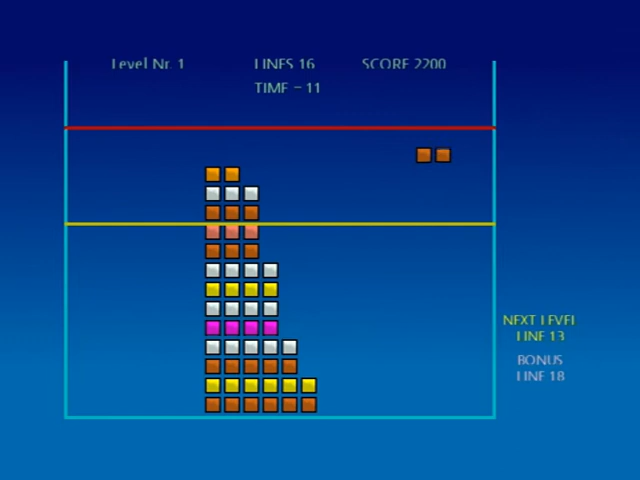 Level Nr. 1 LINES 16 SCORE 2200
TIME - 11
NEXT LEVEL
LINE 13
BONUS
LINE 18